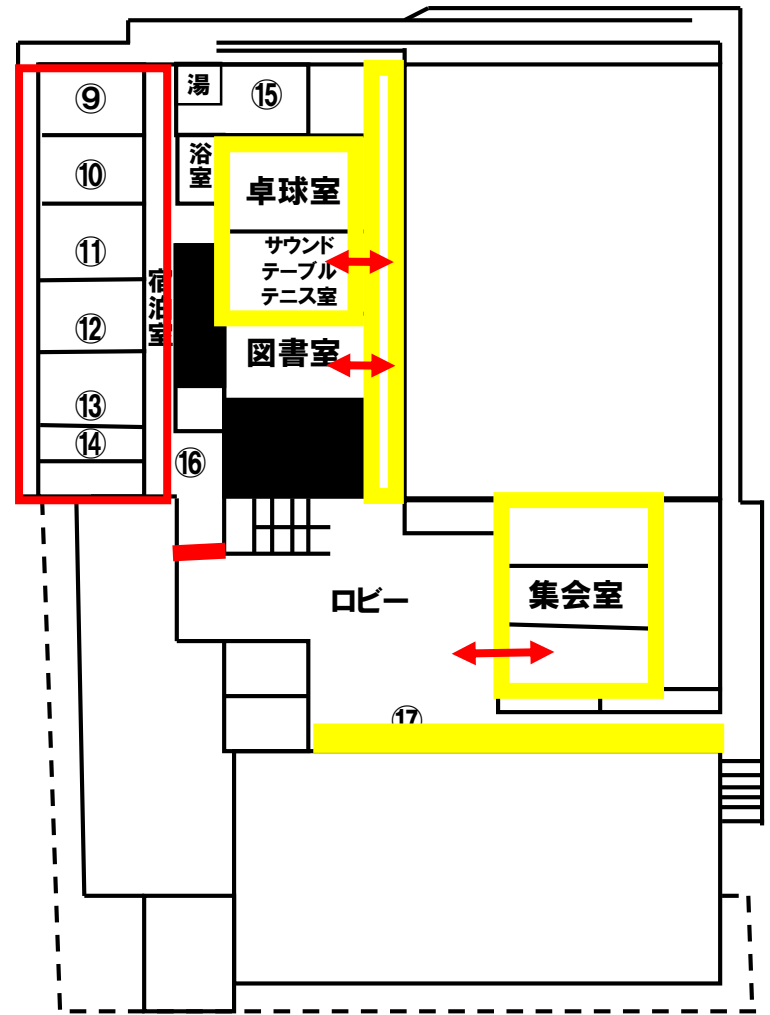 ⑨
湯
⑮
⑩
浴室
卓球室
⑪
サウンド
テーブル
テニス室
宿泊室
⑫
図書室
⑬
⑭
⑯
ロビー
集会室
⑰